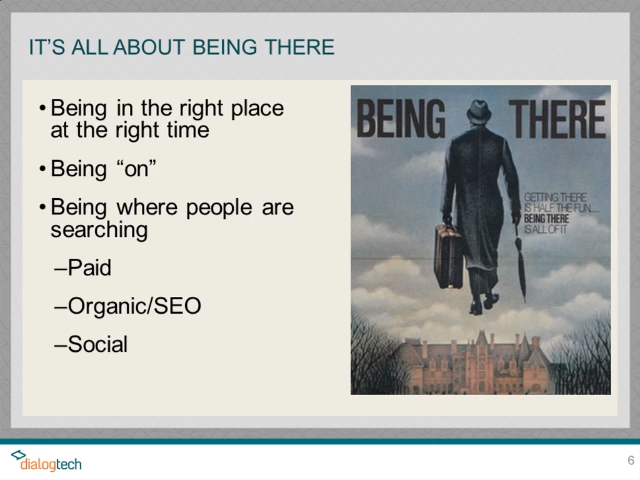 IT'S ALL ABOUT BEING THERE
• Being in the right place
at the right time
• Being “on”
• Being where people are
searching
–Paid
–Organic/SEO
–Social
BEING THERE
GETTING THERE
IS HALF THE FUN...
BEING THERE
IS ALL OF IT
dialogtech
6